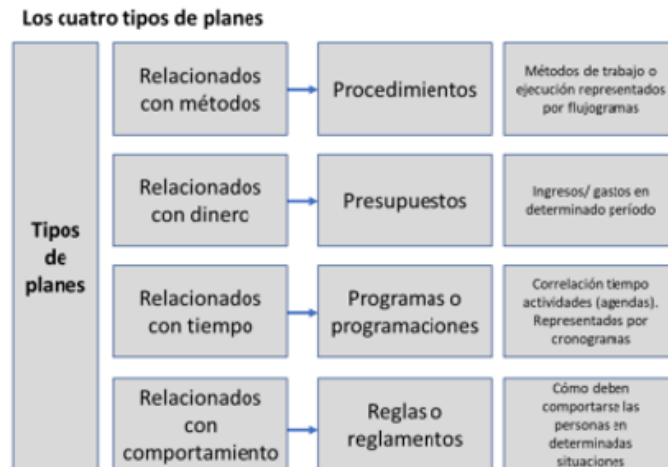 Los cuatro tipos de planes
Tipos
de
planes
Relacionados
con métodos
Procedimientos
Métodos de trabajo o
ejecución representados
por flujogramas
Relacionados
con dinero
Presupuestos
Ingresos/ gastos en
determinado período
Relacionados
con tiempo
Programas o
programaciones
Correlación tiempo
actividades (agendas).
Representadas por
cronogramas
Relacionados
con
comportamiento
Reglas o
reglamentos
Cómo deben
comportarse las
personas en
determinadas
situaciones